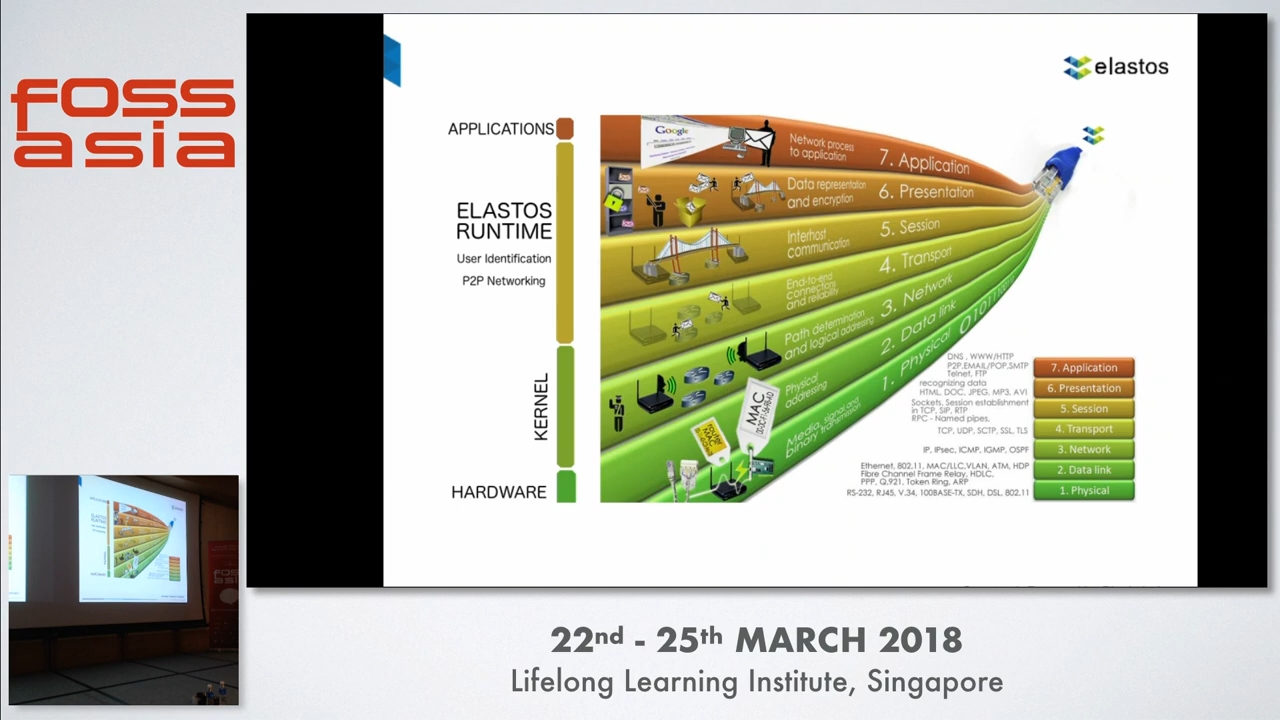 foss
asia
elastos
APPLICATIONS
ELASTOS
RUNTIME
User Identification
P2P Networking
KERNEL
HARDWARE
Google
Network process
to application
7. Application
Data representation
and encryption
6. Presentation
Interhost
communication
5. Session
End-to-end
connections
and reliability
4. Transport
Path determination
and logical addressing
3. Network
Physical
addressing
2. Data link
Media, signal and
binary transmission
1. Physical
MAC
DNS , WWW/HTTP
P2P,EMAIL/POP,SMTP
Telnet, FTP
7. Application
recognizing data
HTML, DOC, JPEG, MP3, AVI
6. Presentation
Sockets, Session establishment
in TCP, SIP, RTP
RPC - Named pipes,
5. Session
TCP, UDP, SCTP, SSL, TLS
4. Transport
IP, IPsec, ICMP, IGMP, OSPF
3. Network
Ethernet, 802.11, MAC/LLC,VLAN, ATM, HDP
Fibre Channel Frame Relay, HDLC,
PPP, Q.921, Token Ring, ARP
2. Data link
RS-232, RJ45, V.34, 100BASE-TX, SDH, DSL, 802.11
1. Physical
22nd - 25th MARCH 2018
Lifelong Learning Institute, Singapore